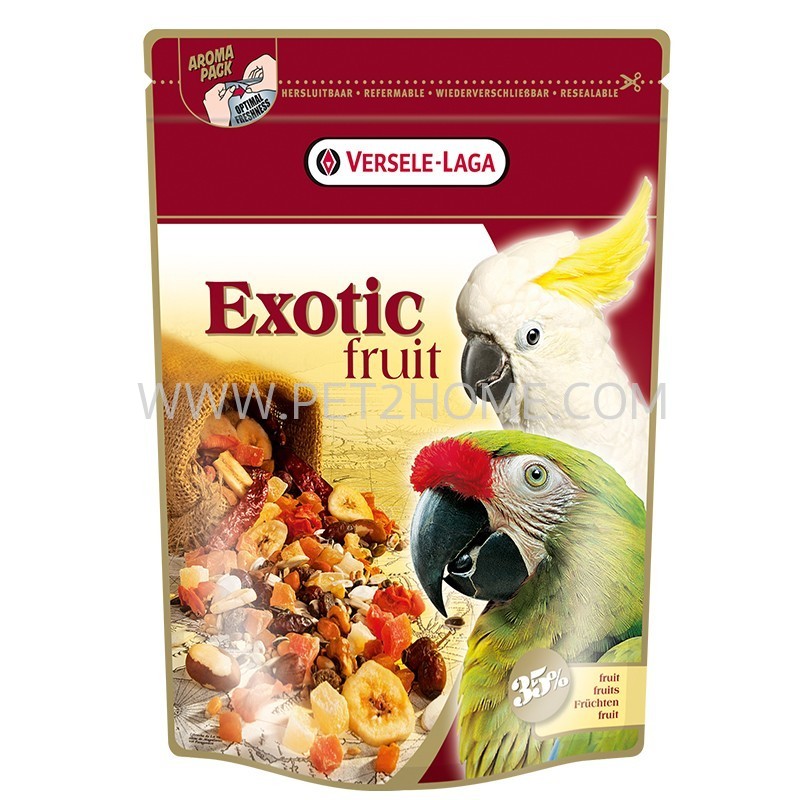 AROMA
PACK
OPTIMAL
FRESHNESS
HERSLUITBAAR • REFERMABLE • WIEDERVERSCHLIEßBAR • RESEALABLE
VERSELE-LAGA
Exotic
fruit
WWW.PET2HOME.COM
35%
fruit
fruits
Früchten
fruit